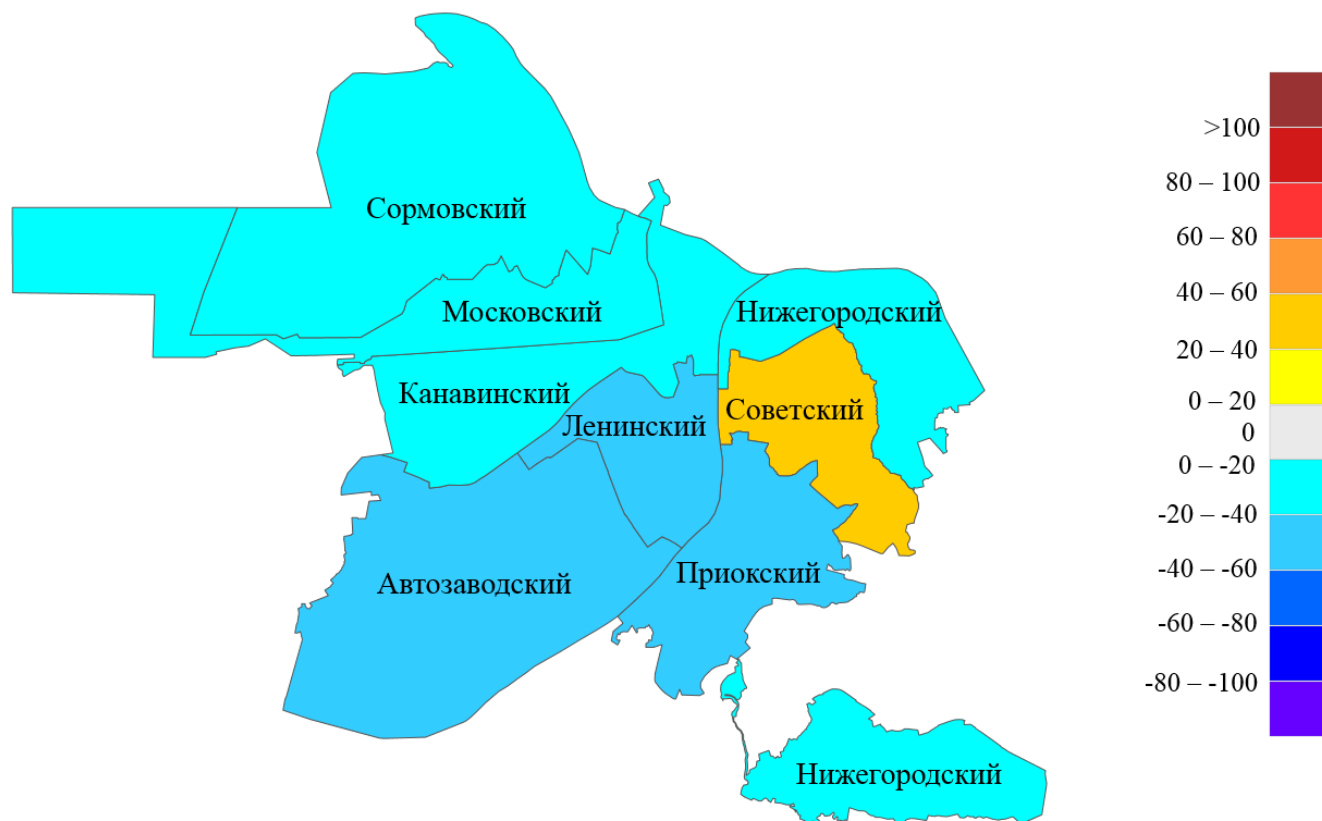 Сормовский
Московский
Нижегородский
Канавинский
Ленинский
Советский
Автозаводский
Приокский
Нижегородский
>100
80 – 100
60 – 80
40 – 60
20 – 40
0 – 20
0
0 – -20
-20 – -40
-40 – -60
-60 – -80
-80 – -100